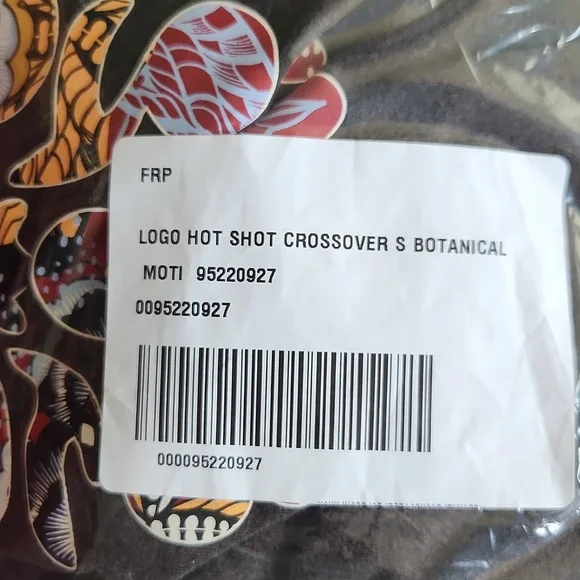 FRP
LOGO HOT SHOT CROSSOVER S BOTANICAL
MOTI 95220927
0095220927
000095220927